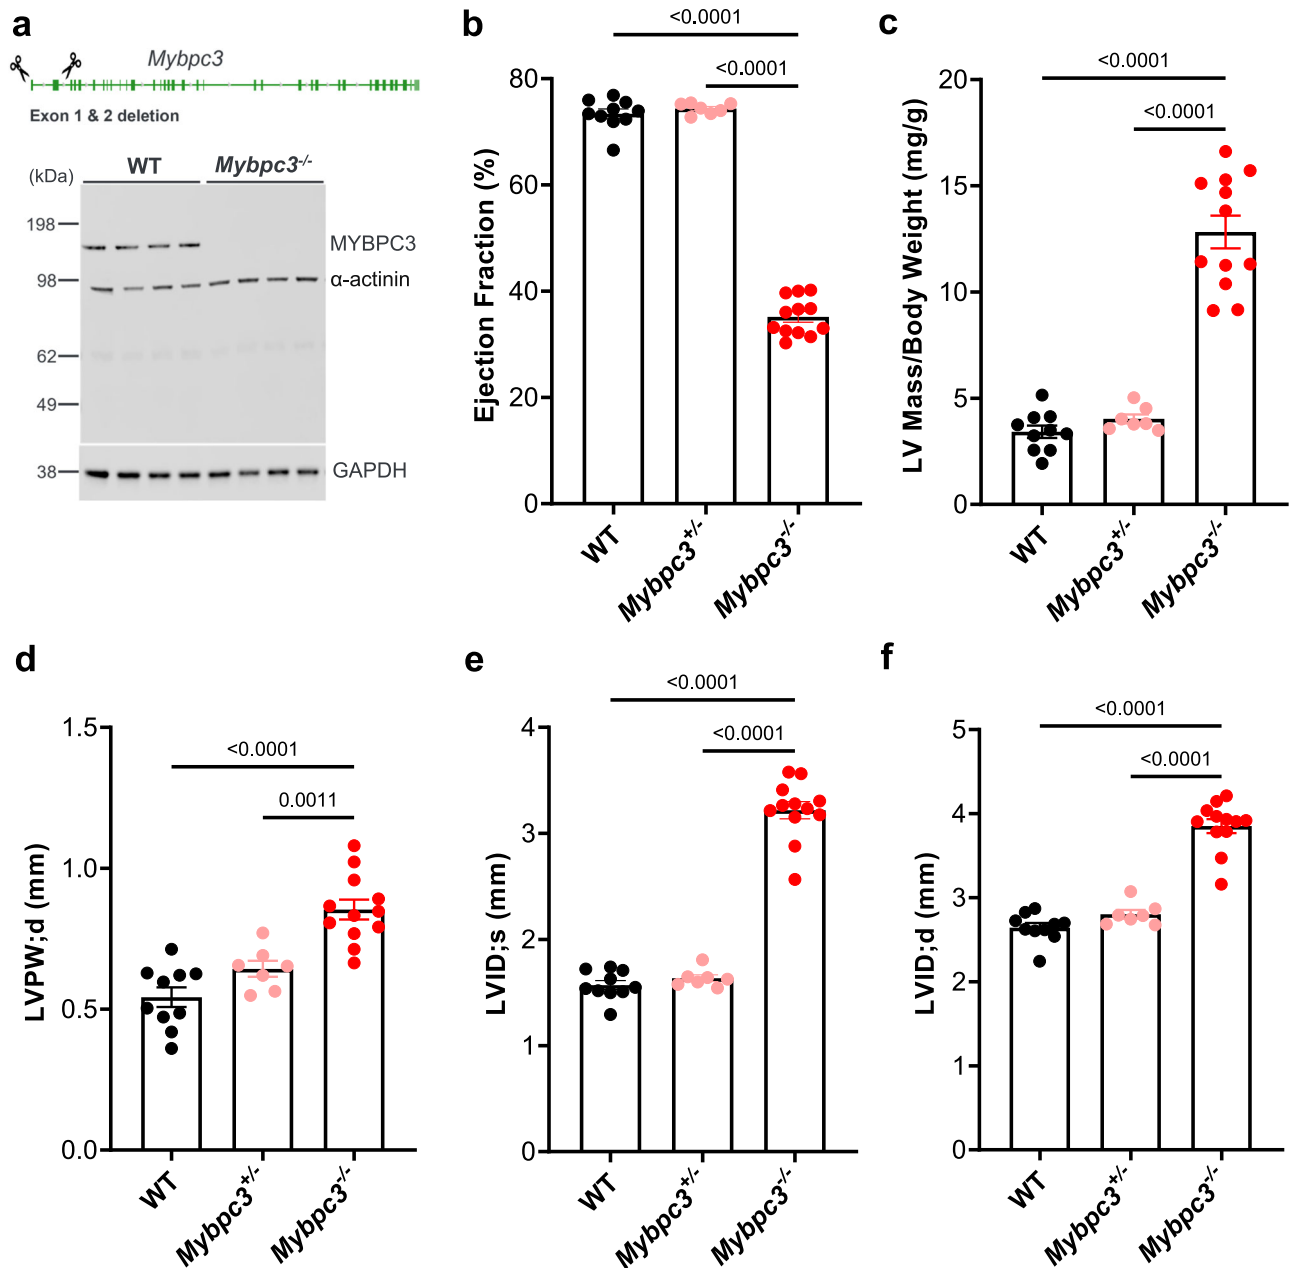 a
Mybpc3
Exon 1 & 2 deletion
WT Mybpc3-/-
(kDa)
198
MYBPC3
98
α-actinin
62
49
38
GAPDH
b
<0.0001
<0.0001
Ejection Fraction (%)
80
60
40
20
0
WT
Mybpc3+/-
Mybpc3-/-
c
<0.0001
<0.0001
LV Mass/Body Weight (mg/g)
20
15
10
5
0
WT
Mybpc3+/-
Mybpc3-/-
d
<0.0001
0.0011
LVPW;d (mm)
1.5
1.0
0.5
0.0
WT
Mybpc3+/-
Mybpc3-/-
e
<0.0001
<0.0001
LVID;s (mm)
4
3
2
1
0
WT
Mybpc3+/-
Mybpc3-/-
f
<0.0001
<0.0001
LVID;d (mm)
5
4
3
2
1
0
WT
Mybpc3+/-
Mybpc3-/-